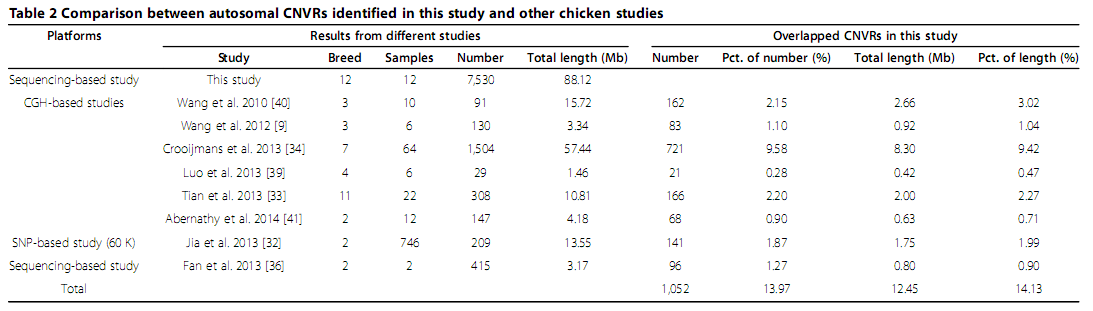 Table 2 Comparison between autosomal CNVRs identified in this study and other chicken studies
Platforms Results from different studies Overlapped CNVRs in this study
Study Breed Samples Number Total length (Mb) Number Pct. of number (%) Total length (Mb) Pct. of length (%)
Sequencing-based study This study 12 12 7,530 88.12
CGH-based studies Wang et al. 2010 [40] 3 10 91 15.72 162 2.15 2.66 3.02
Wang et al. 2012 [9] 3 6 130 3.34 83 1.10 0.92 1.04
Crooijmans et al. 2013 [34] 7 64 1,504 57.44 721 9.58 8.30 9.42
Luo et al. 2013 [39] 4 6 29 1.46 21 0.28 0.42 0.47
Tian et al. 2013 [33] 11 22 308 10.81 166 2.20 2.00 2.27
Abernathy et al. 2014 [41] 2 12 147 4.18 68 0.90 0.63 0.71
SNP-based study (60 K) Jia et al. 2013 [32] 2 746 209 13.55 141 1.87 1.75 1.99
Sequencing-based study Fan et al. 2013 [36] 2 2 415 3.17 96 1.27 0.80 0.90
Total 1,052 13.97 12.45 14.13